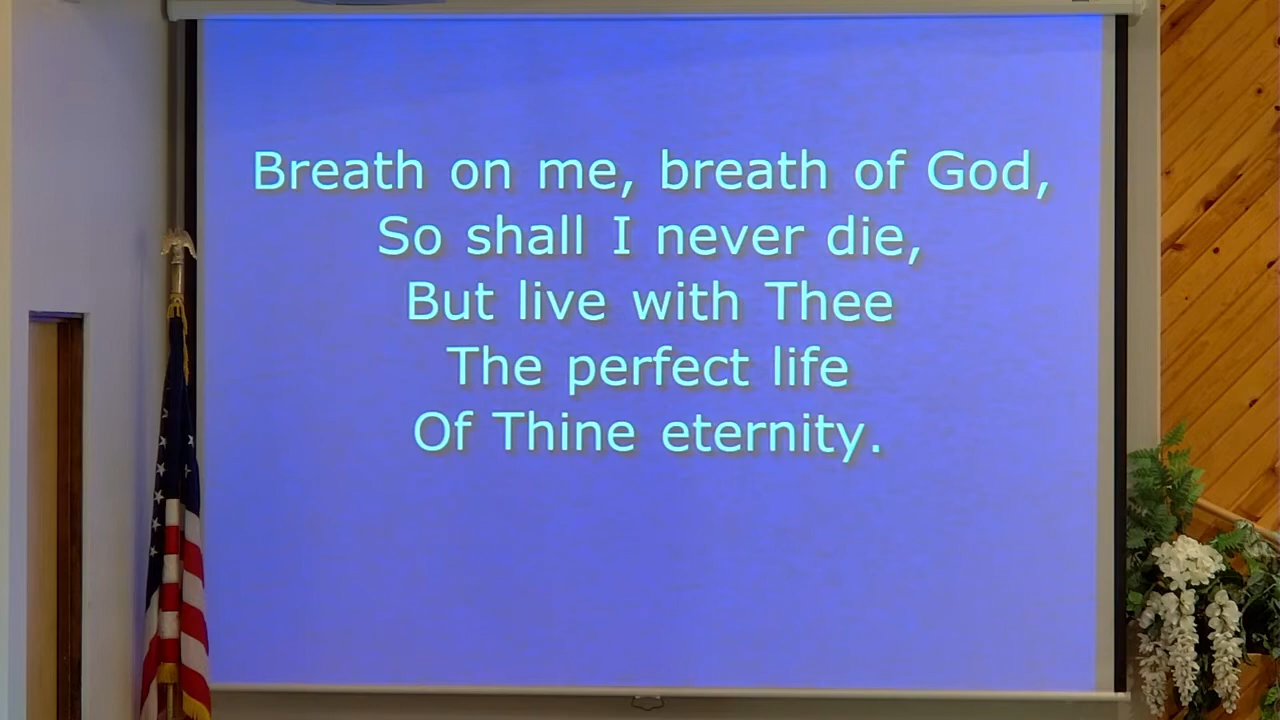 Breath on me, breath of God,
So shall I never die,
But live with Thee
The perfect life
Of Thine eternity.